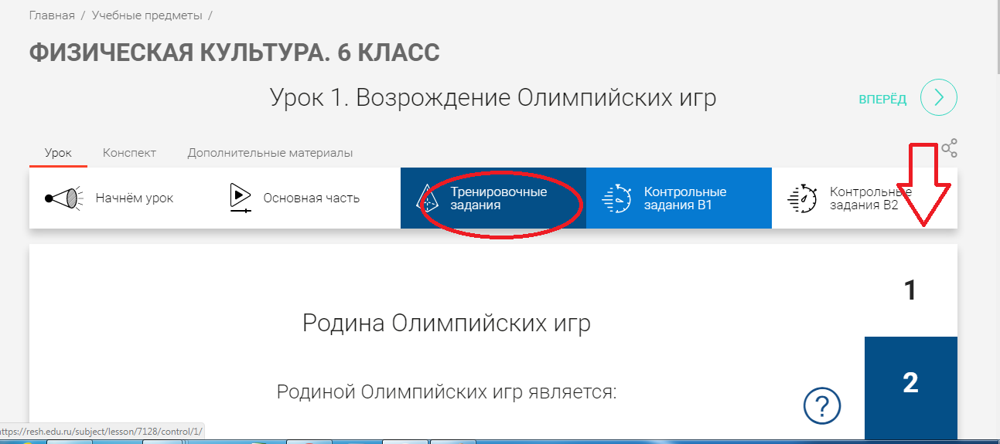 Главная / Учебные предметы /
ФИЗИЧЕСКАЯ КУЛЬТУРА. 6 КЛАСС
Урок 1. Возрождение Олимпийских игр
ВПЕРЁД
Урок Конспект Дополнительные материалы
Начнём урок
Основная часть
Тренировочные
задания
Контрольные
задания В1
Контрольные
задания В2
1
Родина Олимпийских игр
2
Родиной Олимпийских игр является:
?
https://resh.edu.ru/subject/lesson/7128/control/1/